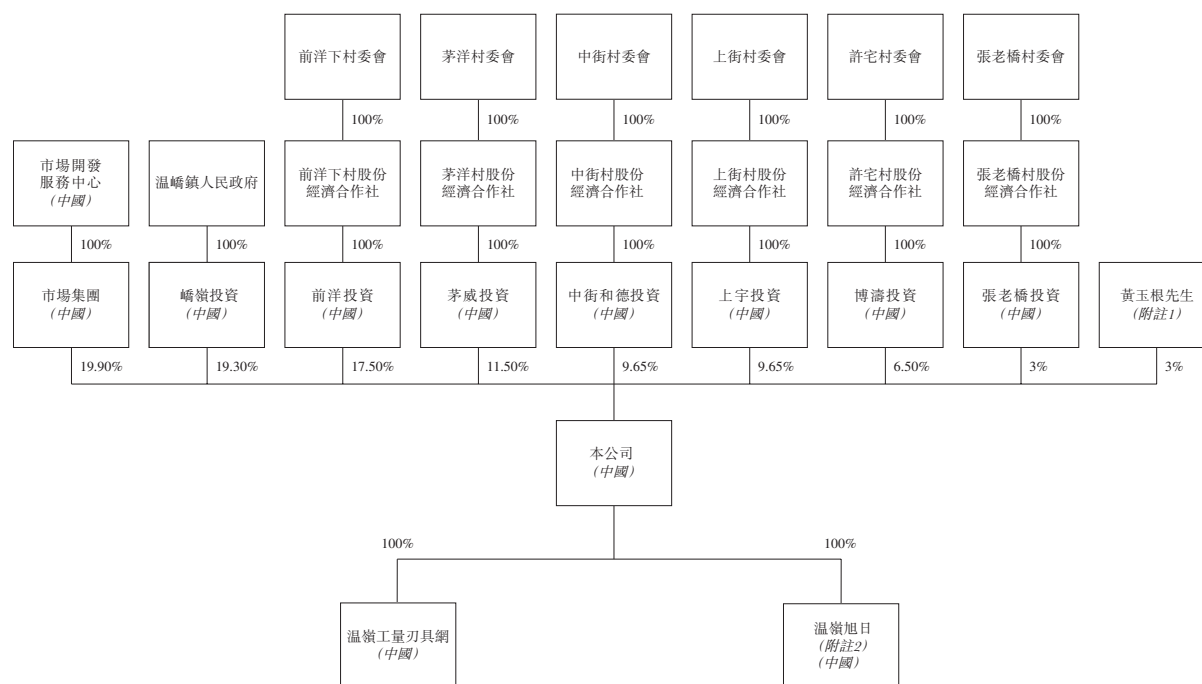 前洋下村委會
茅洋村委會
中街村委會
上街村委會
許宅村委會
張老橋村委會
100%
100%
100%
100%
100%
100%
市場開發
服務中心
(中國)
温嶠鎮人民政府
前洋下村股份
經濟合作社
茅洋村股份
經濟合作社
中街村股份
經濟合作社
上街村股份
經濟合作社
許宅村股份
經濟合作社
張老橋村股份
經濟合作社
100%
100%
100%
100%
100%
100%
100%
100%
市場集團
(中國)
嶠嶺投資
(中國)
前洋投資
(中國)
茅威投資
(中國)
中街和德投資
(中國)
上宇投資
(中國)
博濤投資
(中國)
張老橋投資
(中國)
黃玉根先生
(附註1)
19.90%
19.30%
17.50%
11.50%
9.65%
9.65%
6.50%
3%
3%
本公司
(中國)
100%
100%
温嶺工量刃具網
(中國)
温嶺旭日
(附註2)
(中國)